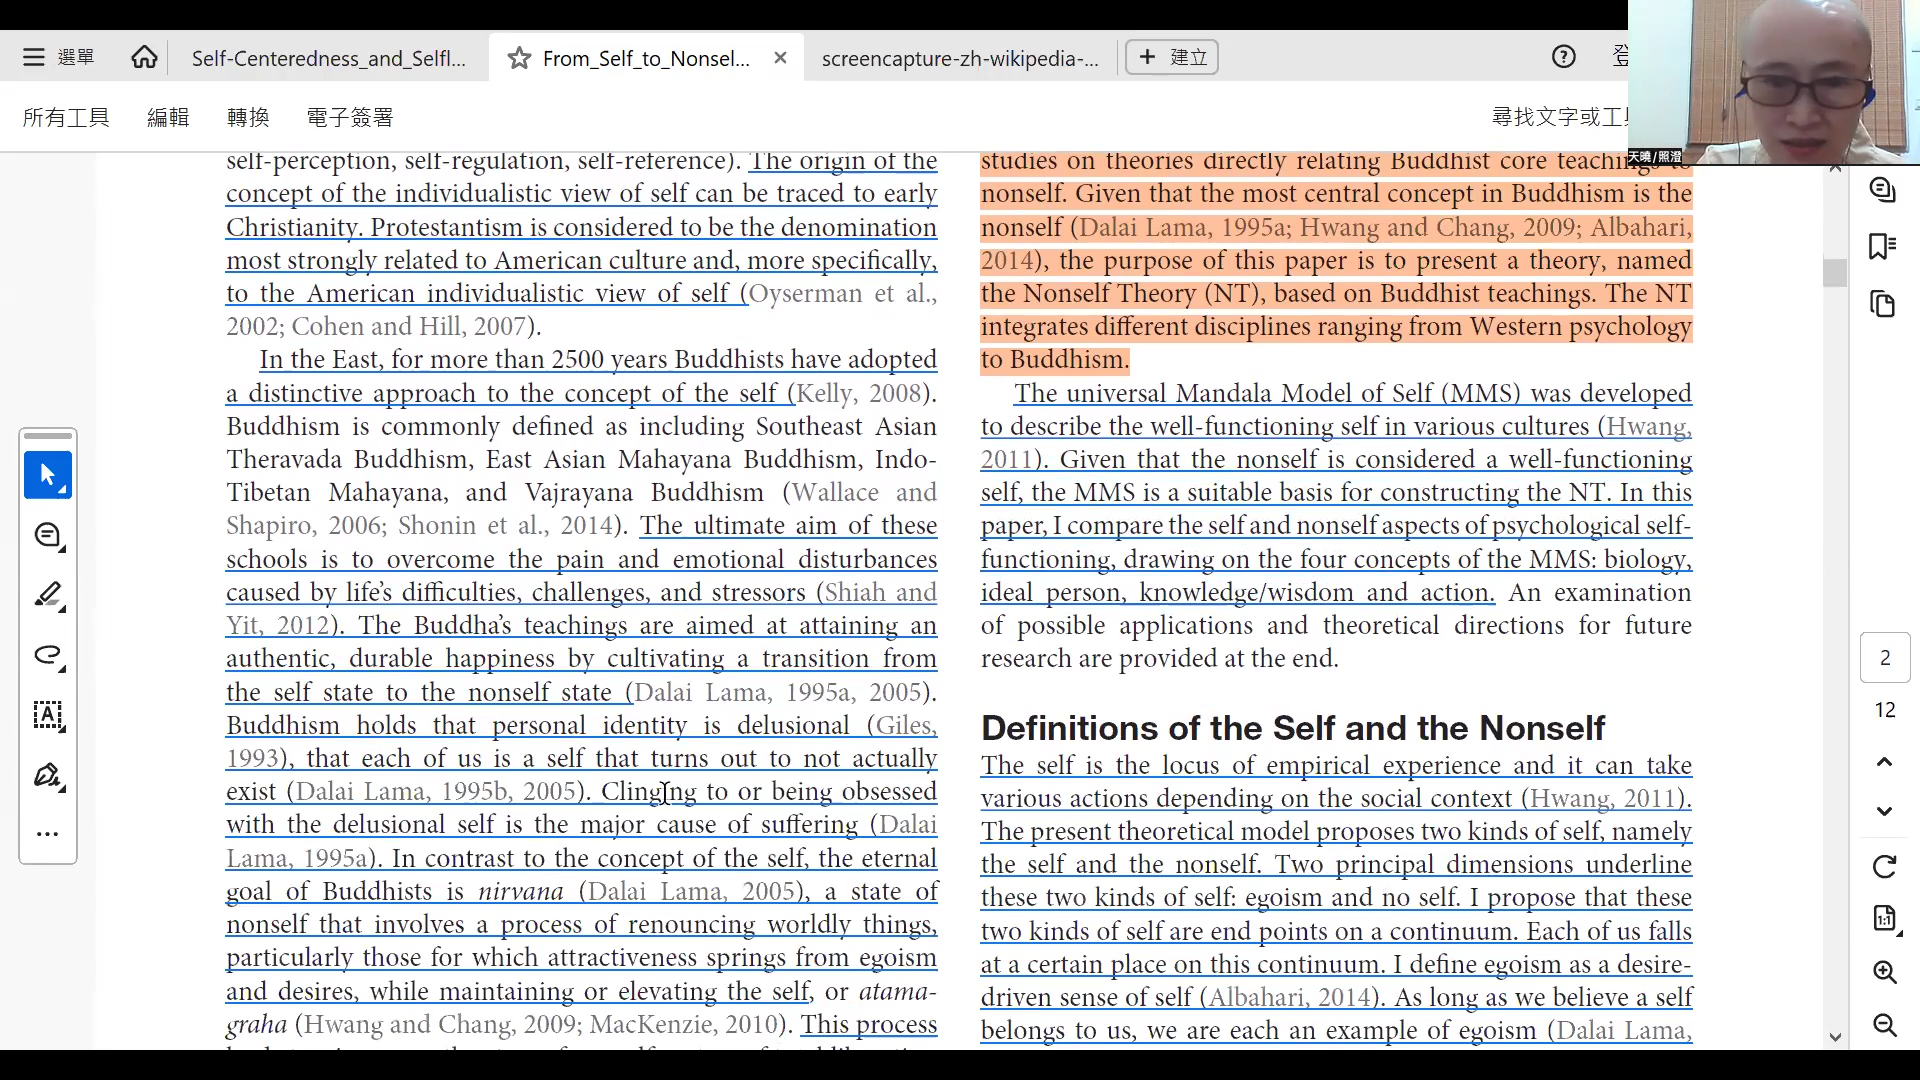 選單
Self-Centeredness_and_Selfl...
From_Self_to_Nonsel...
screencapture-zh-wikipedia-...
建立
所有工具
編輯
轉換
電子簽署
尋找文字或工
天曉/照澄
self-perception, self-regulation, self-reference). The origin of the
concept of the individualistic view of self can be traced to early
Christianity. Protestantism is considered to be the denomination
most strongly related to American culture and, more specifically,
to the American individualistic view of self (Oyserman et al.,
2002; Cohen and Hill, 2007).
In the East, for more than 2500 years Buddhists have adopted
a distinctive approach to the concept of the self (Kelly, 2008).
Buddhism is commonly defined as including Southeast Asian
Theravada Buddhism, East Asian Mahayana Buddhism, Indo-
Tibetan Mahayana, and Vajrayana Buddhism (Wallace and
Shapiro, 2006; Shonin et al., 2014). The ultimate aim of these
schools is to overcome the pain and emotional disturbances
caused by life's difficulties, challenges, and stressors (Shiah and
Yit, 2012). The Buddha's teachings are aimed at attaining an
authentic, durable happiness by cultivating a transition from
the self state to the nonself state (Dalai Lama, 1995a, 2005).
Buddhism holds that personal identity is delusional (Giles,
1993), that each of us is a self that turns out to not actually
exist (Dalai Lama, 1995b, 2005). Clinging to or being obsessed
with the delusional self is the major cause of suffering (Dalai
Lama, 1995a). In contrast to the concept of the self, the eternal
goal of Buddhists is nirvana (Dalai Lama, 2005), a state of
nonself that involves a process of renouncing worldly things,
particularly those for which attractiveness springs from egoism
and desires, while maintaining or elevating the self, or atama-
graha (Hwang and Chang, 2009; MacKenzie, 2010). This process
studies on theories directly relating Buddhist core teachings to
nonself. Given that the most central concept in Buddhism is the
nonself (Dalai Lama, 1995a; Hwang and Chang, 2009; Albahari,
2014), the purpose of this paper is to present a theory, named
the Nonself Theory (NT), based on Buddhist teachings. The NT
integrates different disciplines ranging from Western psychology
to Buddhism.
The universal Mandala Model of Self (MMS) was developed
to describe the well-functioning self in various cultures (Hwang,
2011). Given that the nonself is considered a well-functioning
self, the MMS is a suitable basis for constructing the NT. In this
paper, I compare the self and nonself aspects of psychological self-
functioning, drawing on the four concepts of the MMS: biology,
ideal person, knowledge/wisdom and action. An examination
of possible applications and theoretical directions for future
research are provided at the end.
Definitions of the Self and the Nonself
The self is the locus of empirical experience and it can take
various actions depending on the social context (Hwang, 2011).
The present theoretical model proposes two kinds of self, namely
the self and the nonself. Two principal dimensions underline
these two kinds of self: egoism and no self. I propose that these
two kinds of self are end points on a continuum. Each of us falls
at a certain place on this continuum. I define egoism as a desire-
driven sense of self (Albahari, 2014). As long as we believe a self
belongs to us, we are each an example of egoism (Dalai Lama,
2
12
1:1